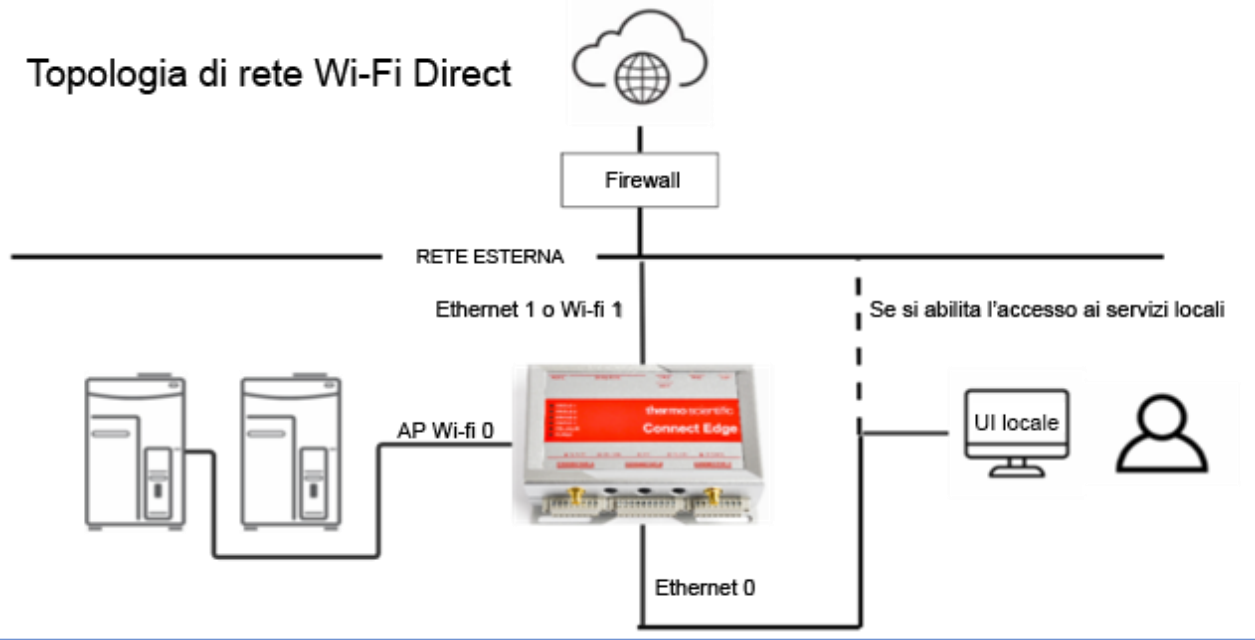 Topologia di rete Wi-Fi Direct
Firewall
RETE ESTERNA
Ethernet 1 o Wi-fi 1
Se si abilita l'accesso ai servizi locali
thermo scientific
Connect Edge
AP Wi-fi 0
UI locale
Ethernet 0